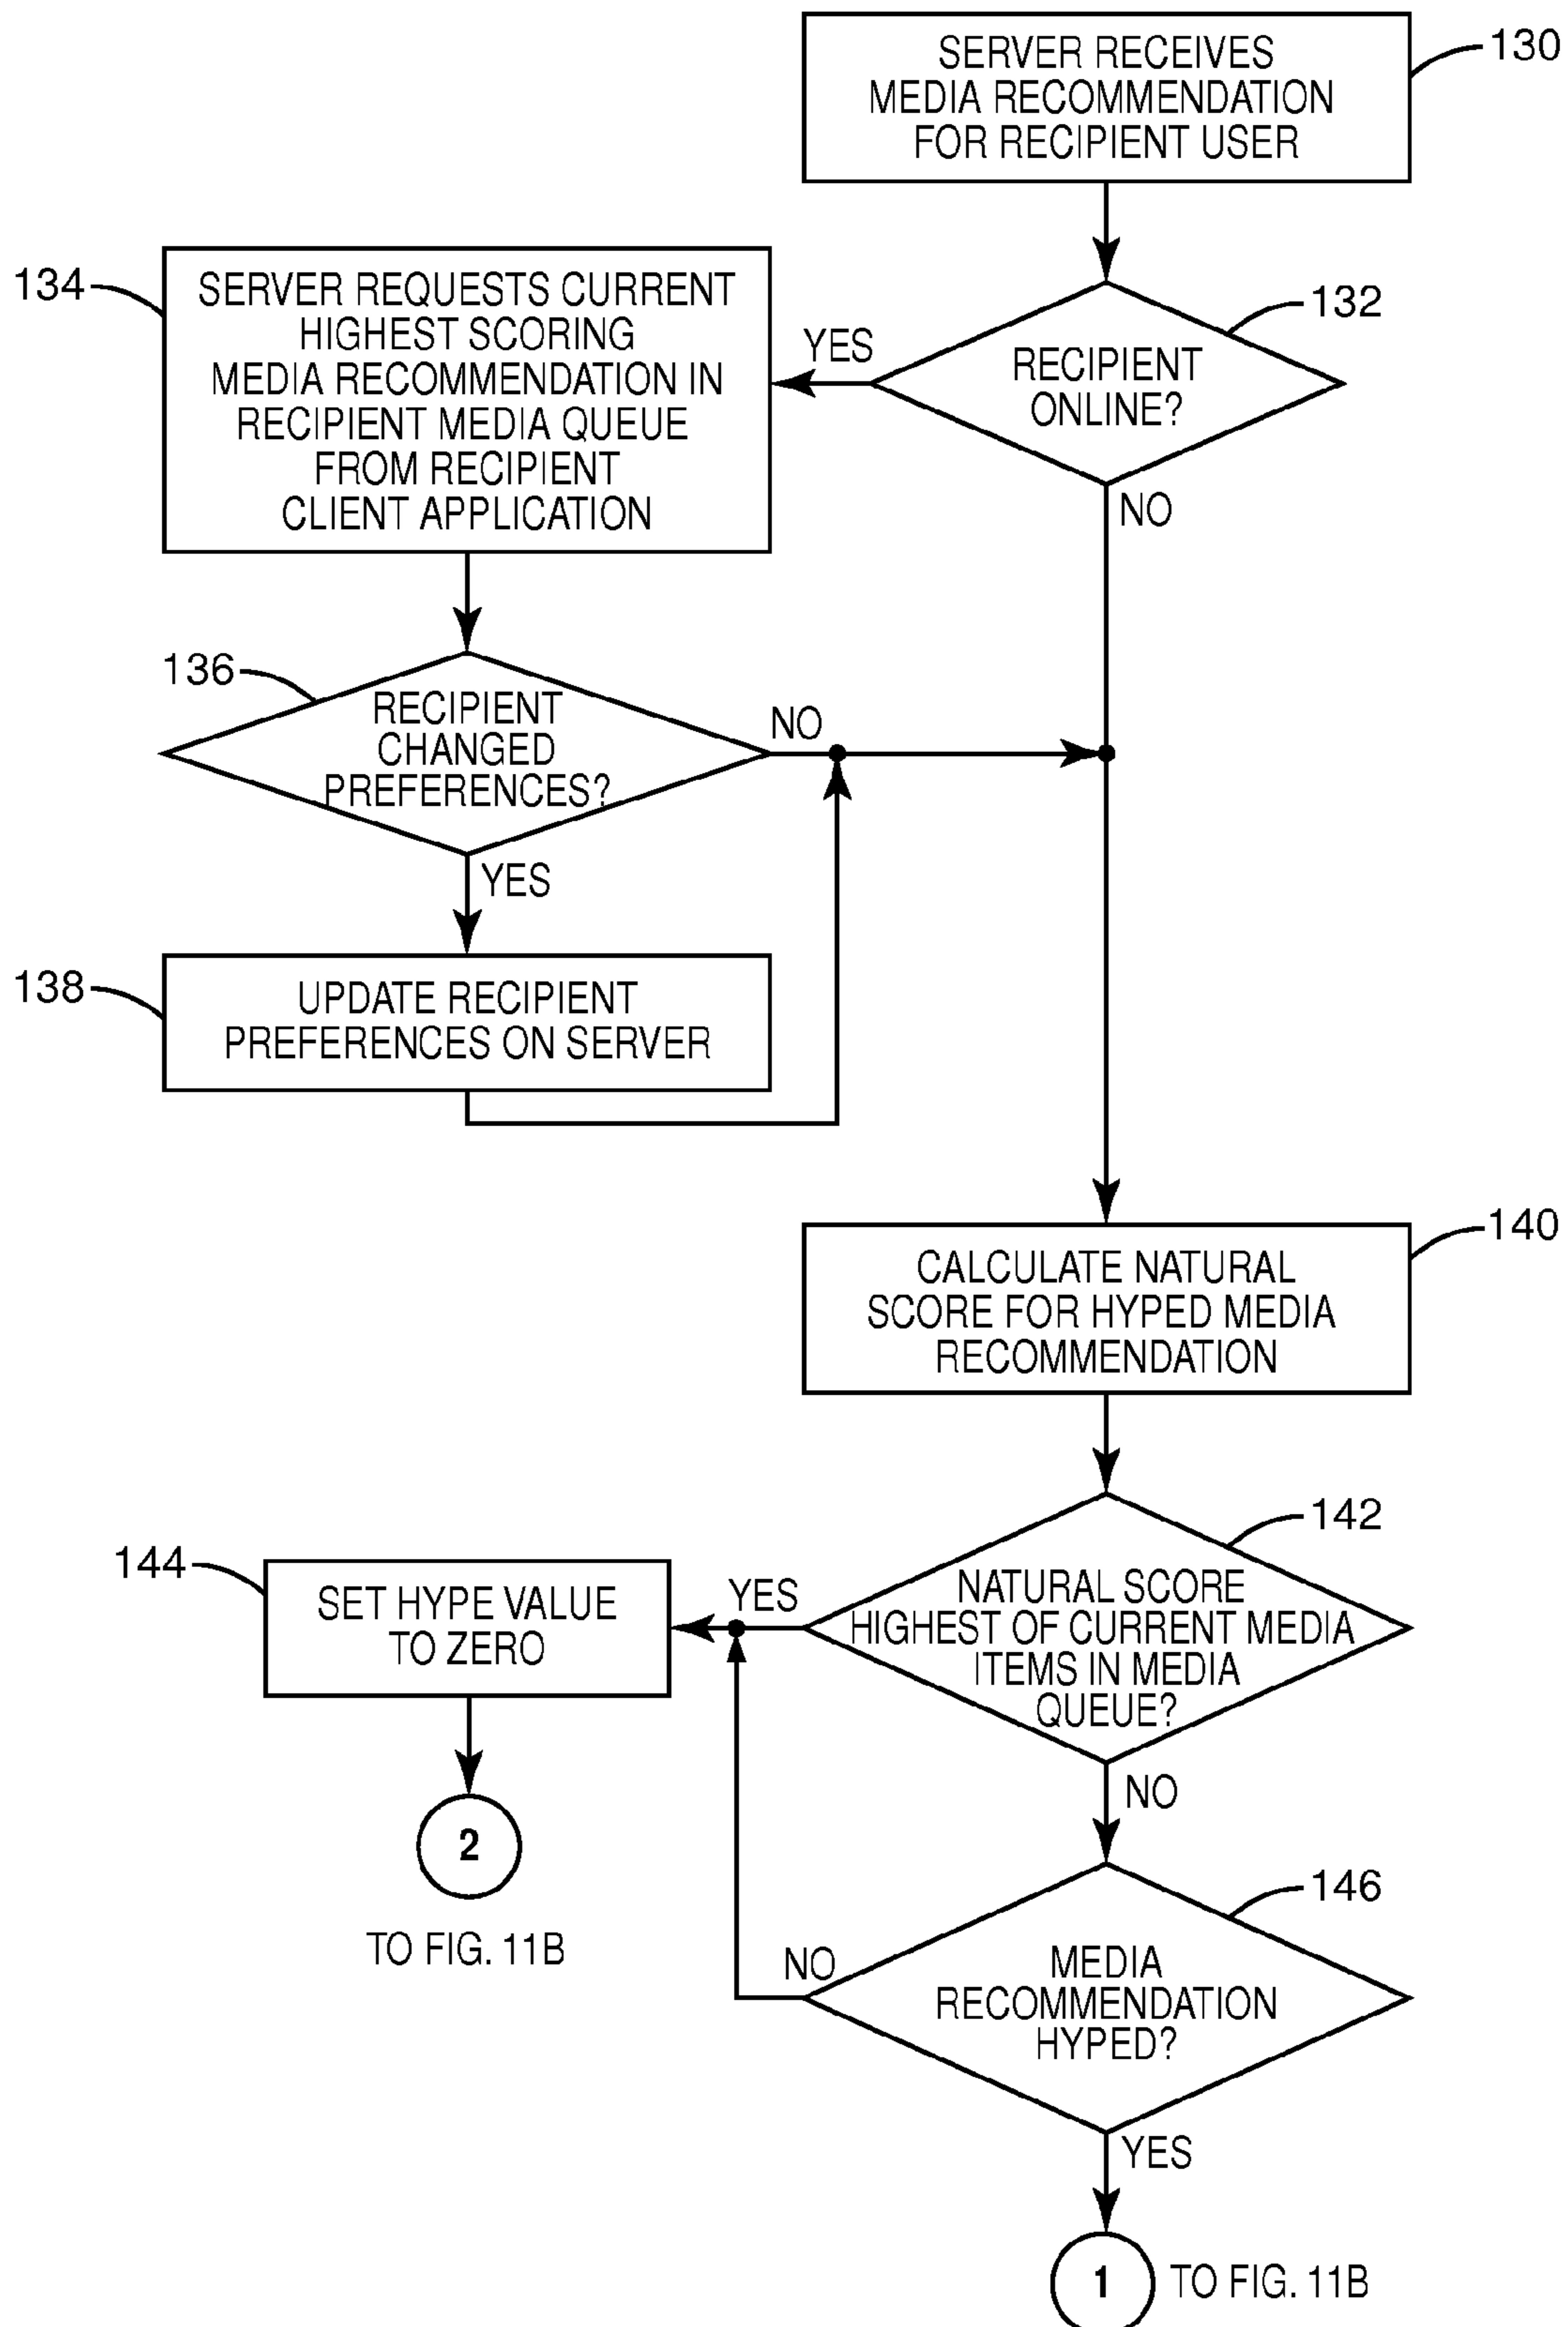 SERVER RECEIVES
MEDIA RECOMMENDATION
FOR RECIPIENT USER
130
134
SERVER REQUESTS CURRENT
HIGHEST SCORING
MEDIA RECOMMENDATION IN
RECIPIENT MEDIA QUEUE
FROM RECIPIENT
CLIENT APPLICATION
YES
RECIPIENT
ONLINE?
132
NO
136
RECIPIENT
CHANGED
PREFERENCES?
NO
YES
138
UPDATE RECIPIENT
PREFERENCES ON SERVER
CALCULATE NATURAL
SCORE FOR HYPED MEDIA
RECOMMENDATION
140
142
NATURAL SCORE
HIGHEST OF CURRENT MEDIA
ITEMS IN MEDIA
QUEUE?
YES
144
SET HYPE VALUE
TO ZERO
NO
2
TO FIG. 11B
146
MEDIA
RECOMMENDATION
HYPED?
NO
YES
1
TO FIG. 11B